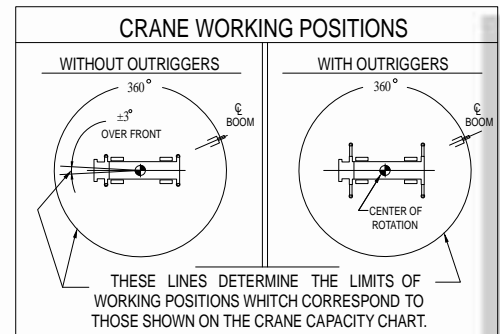 CRANE WORKING POSITIONS
WITHOUT OUTRIGGERS
360°
±3°
OVER FRONT
℄
BOOM
WITH OUTRIGGERS
360°
℄
BOOM
CENTER OF
ROTATION
THESE LINES DETERMINE THE LIMITS OF
WORKING POSITIONS WHITCH CORRESPOND TO
THOSE SHOWN ON THE CRANE CAPACITY CHART.